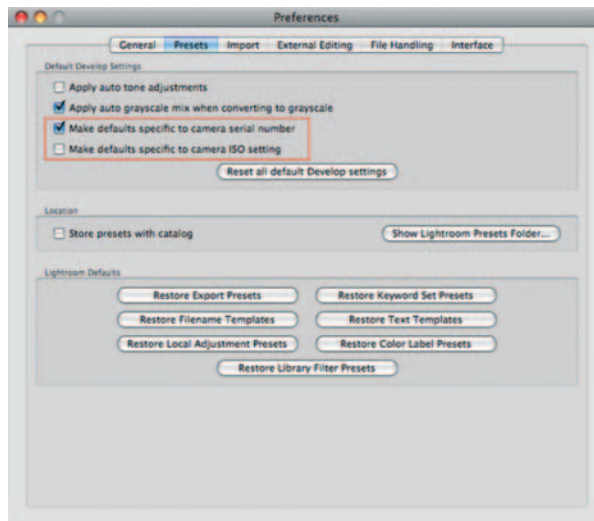 Preferences
General Presets Import External Editing File Handling Interface
Default Develop Settings
Apply auto tone adjustments
Apply auto grayscale mix when converting to grayscale
Make defaults specific to camera serial number
Make defaults specific to camera ISO setting
Reset all default Develop settings
Location
Store presets with catalog
Show Lightroom Presets Folder...
Lightroom Defaults
Restore Export Presets
Restore Keyword Set Presets
Restore Filename Templates
Restore Text Templates
Restore Local Adjustment Presets
Restore Color Label Presets
Restore Library Filter Presets